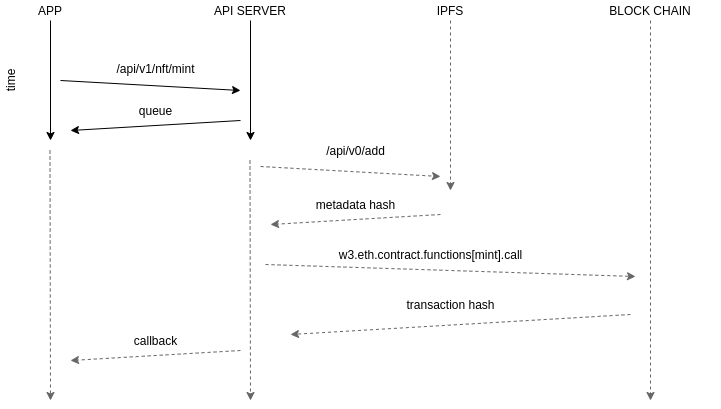 APP
API SERVER
IPFS
BLOCK CHAIN
time
/api/v1/nft/mint
queue
/api/v0/add
metadata hash
w3.eth.contract.functions[mint].call
transaction hash
callback